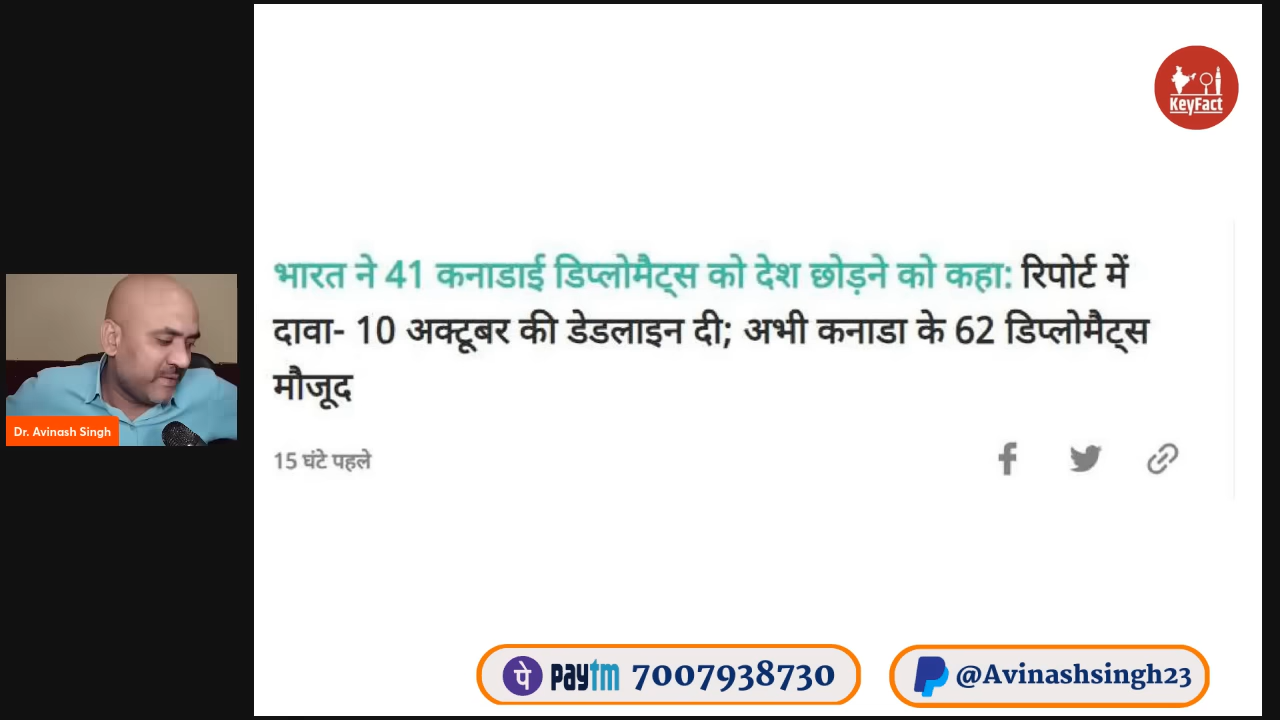 KeyFact
भारत ने 41 कनाडाई डिप्लोमैट्स को देश छोड़ने को कहा: रिपोर्ट में
दावा- 10 अक्टूबर की डेडलाइन दी; अभी कनाडा के 62 डिप्लोमैट्स
मौजूद
15 घंटे पहले
Dr. Avinash Singh
पे paytm 7007938730
@Avinashsingh23